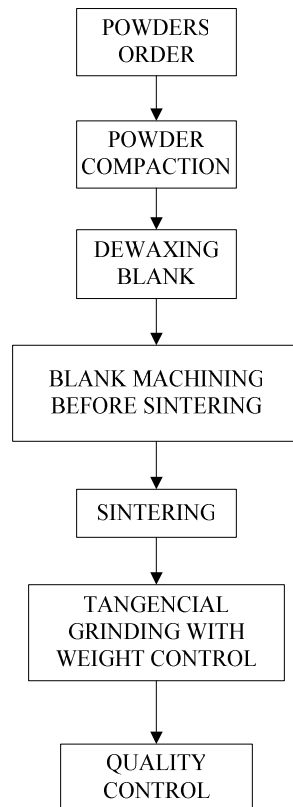 POWDERS
ORDER
POWDER
COMPACTION
DEWAXING
BLANK
BLANK MACHINING
BEFORE SINTERING
SINTERING
TANGENCIAL
GRINDING WITH
WEIGHT CONTROL
QUALITY
CONTROL